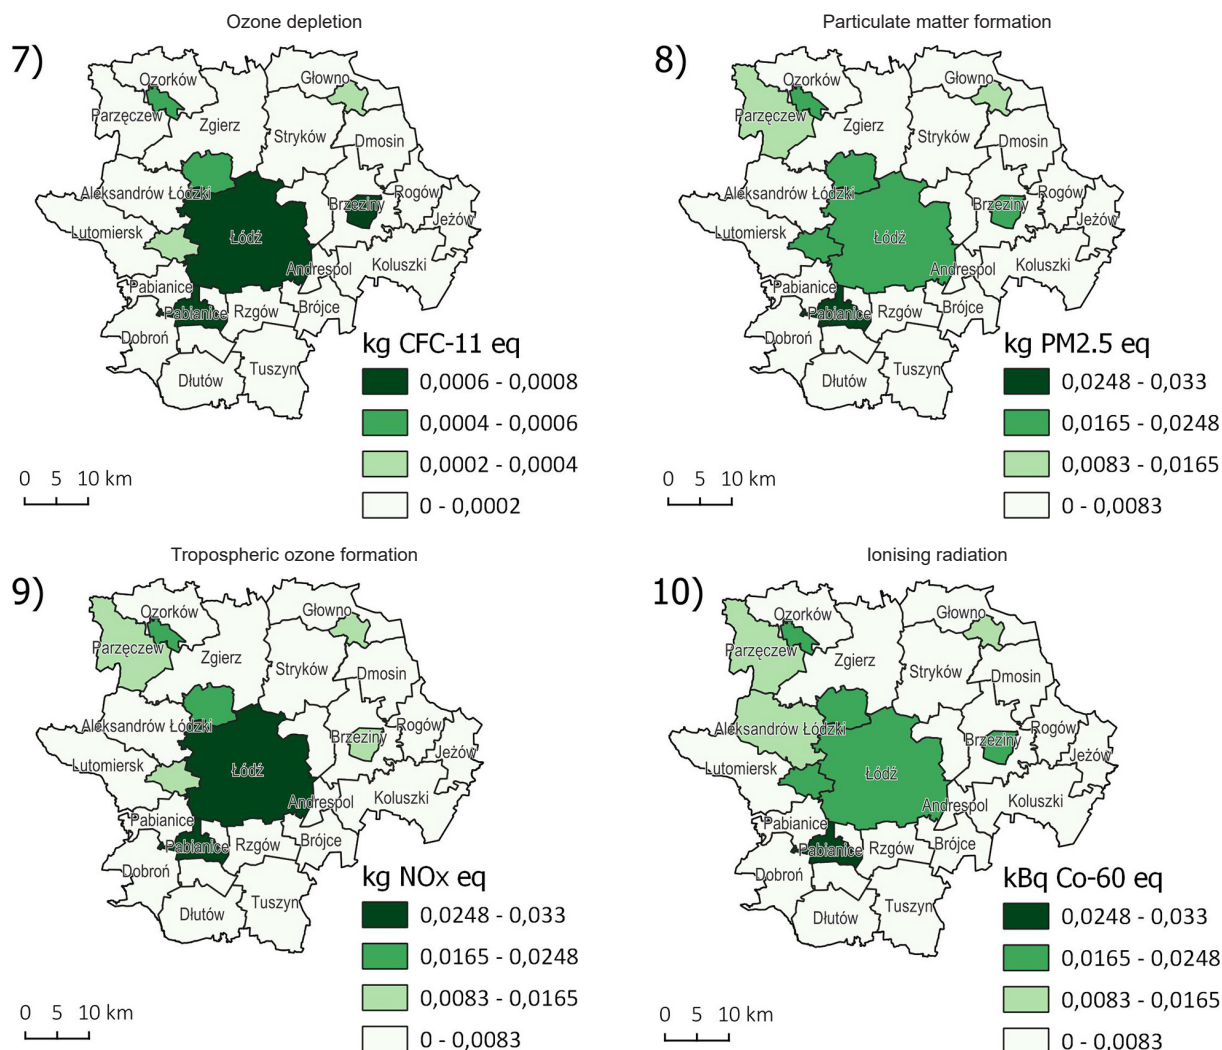 Ozone depletion
7)
Ozorków
Głowno
Parzęczew
Zgierz
Stryków
Dmosin
Aleksandrów Łódzki
Rogów
Brzeziny
Jeżów
Lutomiersk
Łódź
Andrespol
Koluszki
Pabianice
Pabianice
Rzgów
Brójce
Dobroń
Tuszyn
Dłutów
kg CFC-11 eq
0,0006 - 0,0008
0,0004 - 0,0006
0,0002 - 0,0004
0 - 0,0002
0 5 10 km
Particulate matter formation
8)
Ozorków
Głowno
Parzęczew
Zgierz
Stryków
Dmosin
Aleksandrów Łódzki
Rogów
Brzeziny
Jeżów
Lutomiersk
Łódź
Andrespol
Koluszki
Pabianice
Pabianice
Rzgów
Brójce
Dobroń
Tuszyn
Dłutów
kg PM2.5 eq
0,0248 - 0,033
0,0165 - 0,0248
0,0083 - 0,0165
0 - 0,0083
0 5 10 km
Tropospheric ozone formation
9)
Ozorków
Głowno
Parzęczew
Zgierz
Stryków
Dmosin
Aleksandrów Łódzki
Rogów
Brzeziny
Jeżów
Lutomiersk
Łódź
Andrespol
Koluszki
Pabianice
Pabianice
Rzgów
Brójce
Dobroń
Tuszyn
Dłutów
kg NOx eq
0,0248 - 0,033
0,0165 - 0,0248
0,0083 - 0,0165
0 - 0,0083
0 5 10 km
Ionising radiation
10)
Ozorków
Głowno
Parzęczew
Zgierz
Stryków
Dmosin
Aleksandrów Łódzki
Rogów
Brzeziny
Jeżów
Lutomiersk
Łódź
Andrespol
Koluszki
Pabianice
Pabianice
Rzgów
Brójce
Dobroń
Tuszyn
Dłutów
kBq Co-60 eq
0,0248 - 0,033
0,0165 - 0,0248
0,0083 - 0,0165
0 - 0,0083
0 5 10 km